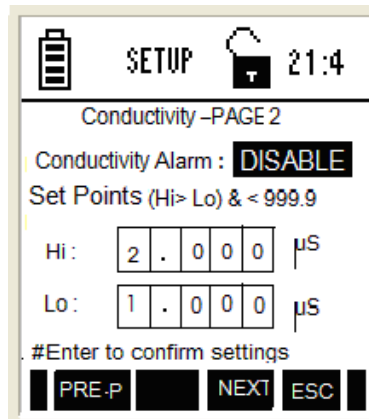 SETUP 21:4
Conductivity –PAGE 2
Conductivity Alarm : DISABLE
Set Points (Hi> Lo) & < 999.9
Hi : 2 . 0 0 0 µS
Lo : 1 . 0 0 0 µS
. #Enter to confirm settings
PRE-P NEXT ESC